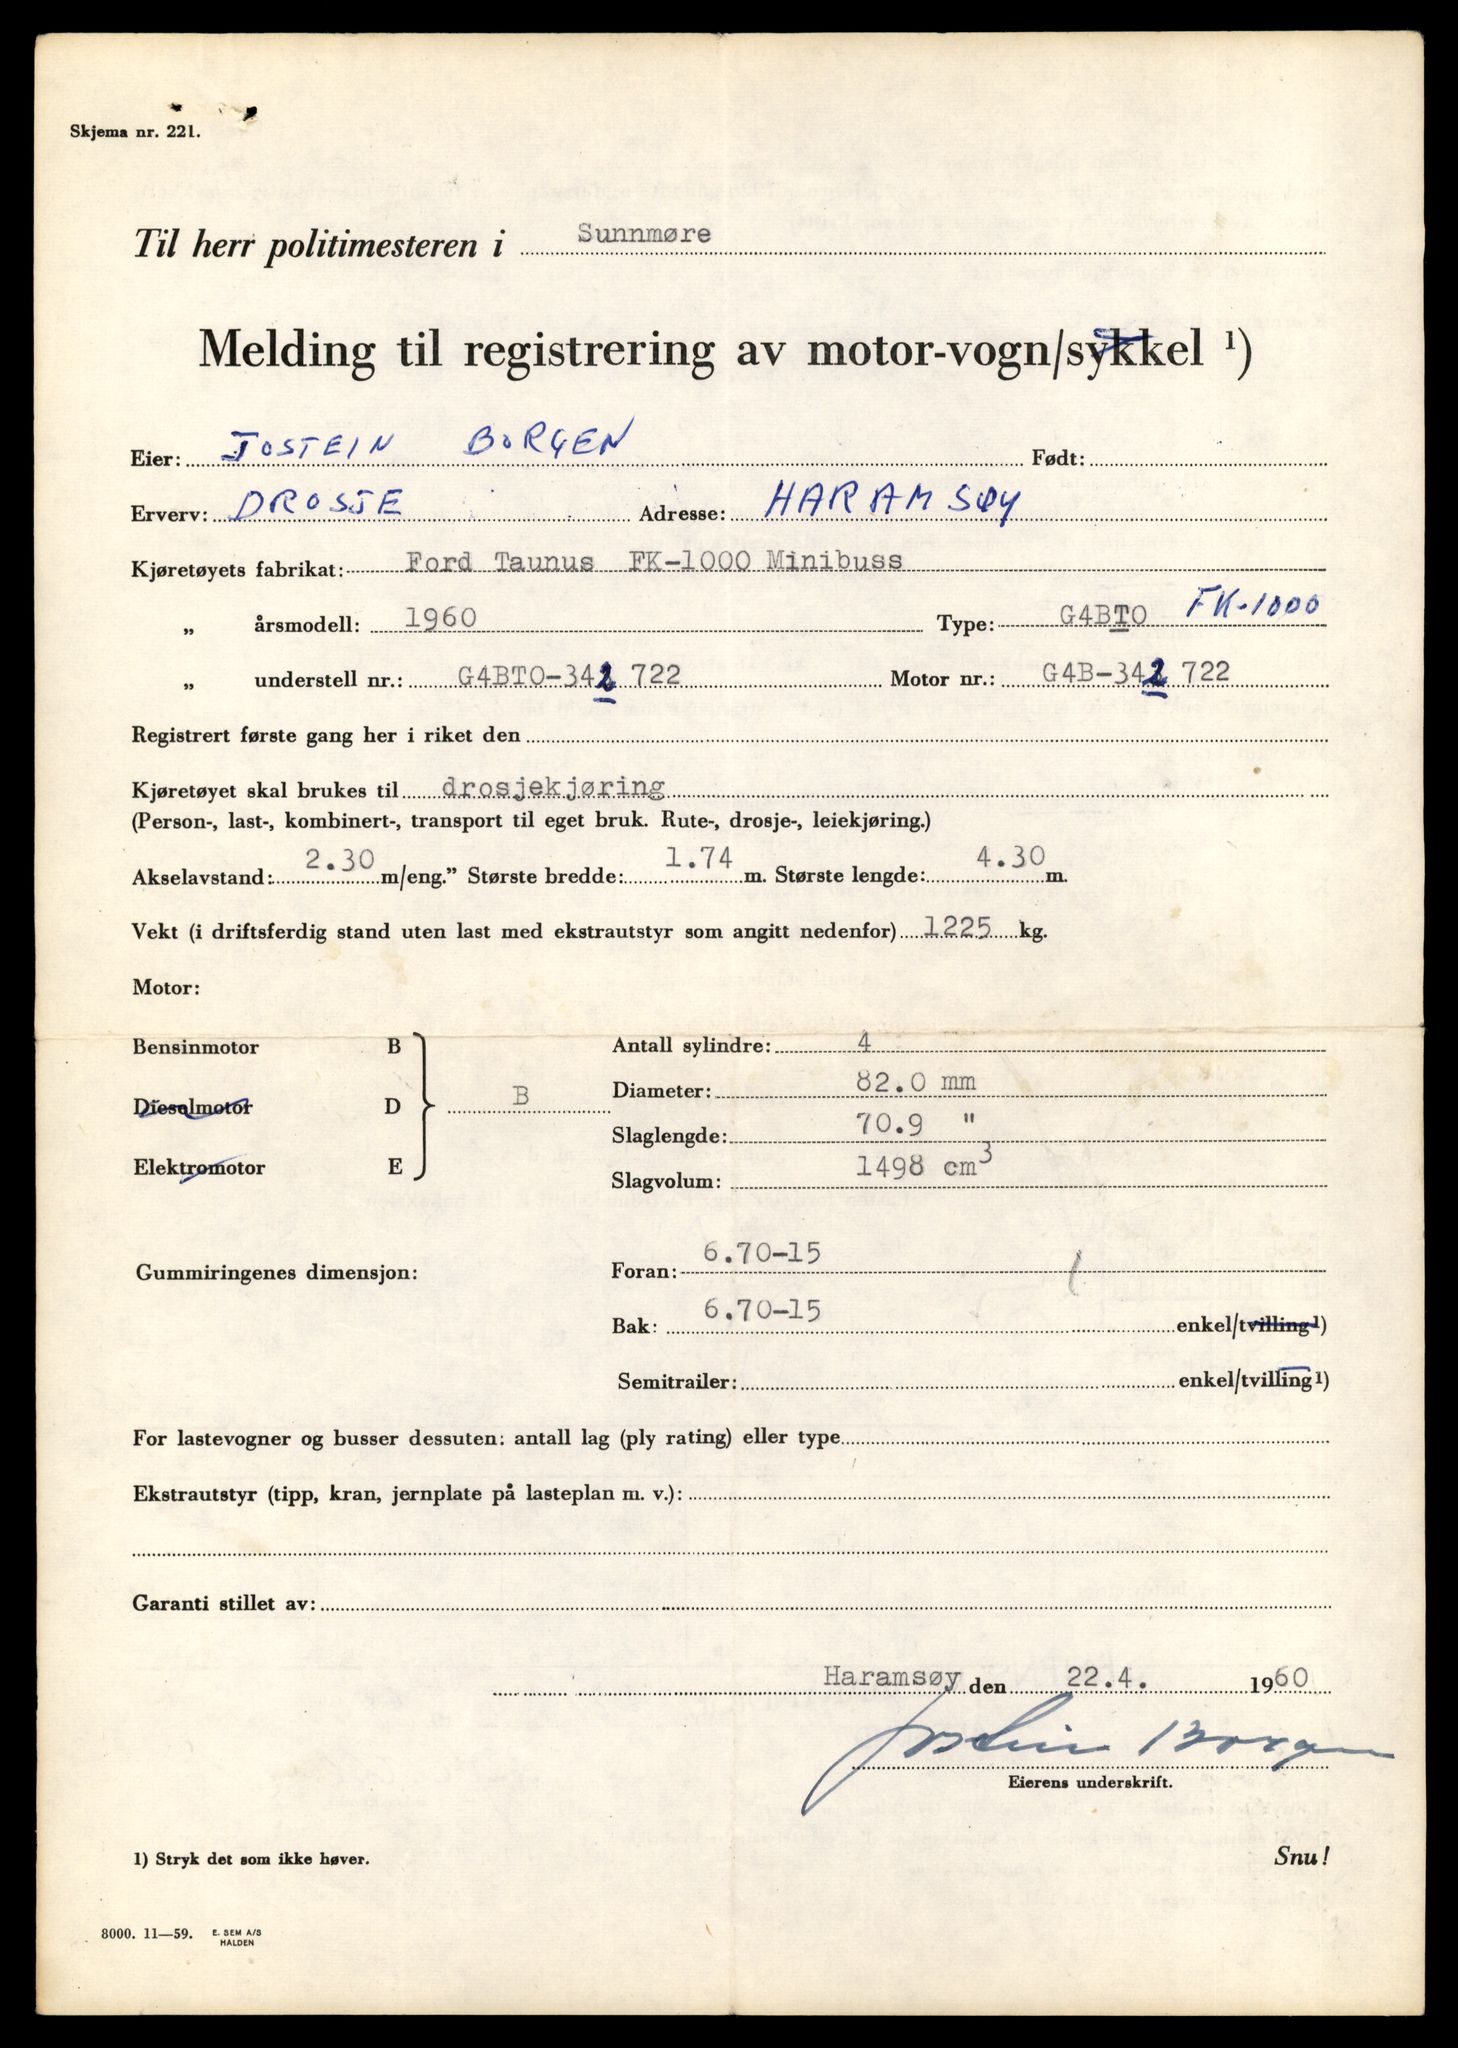 Skjema nr. 221.
Til herr politimesteren i Sunnmøre
Melding til registrering av motor-vogn/sykkel ¹)
Eier: JOSTEIN BORGEN Født:
Erverv: DROSJE Adresse: HARAMSØY
Kjøretøyets fabrikat: Ford Taunus FK-1000 Minibuss
„ årsmodell: 1960 Type: G4BTO FK-1000
„ understell nr.: G4BTO-342 722 Motor nr.: G4B-342 722
Registrert første gang her i riket den
Kjøretøyet skal brukes til drosjekjøring
(Person-, last-, kombinert-, transport til eget bruk. Rute-, drosje-, leiekjøring.)
Akselavstand: 2.30 m/eng.” Største bredde: 1.74 m. Største lengde: 4.30 m.
Vekt (i driftsferdig stand uten last med ekstrautstyr som angitt nedenfor) 1225 kg.
Motor:
Bensinmotor B Antall sylindre: 4
Diameter: 82.0 mm
Dieselmotor D B
Slaglengde: 70.9 "
Elektromotor E Slagvolum: 1498 cm³
Gummiringenes dimensjon: Foran: 6.70-15
Bak: 6.70-15 enkel/tvilling¹)
Semitrailer: enkel/tvilling¹)
For lastevogner og busser dessuten: antall lag (ply rating) eller type
Ekstrautstyr (tipp, kran, jernplate på lasteplan m. v.):
Garanti stillet av:
Haramsøy den 22.4. 1960
Jostein Borgen
Eierens underskrift.
1) Stryk det som ikke høver. Snu!
8000. 11—59. E. SEM A/S
HALDEN